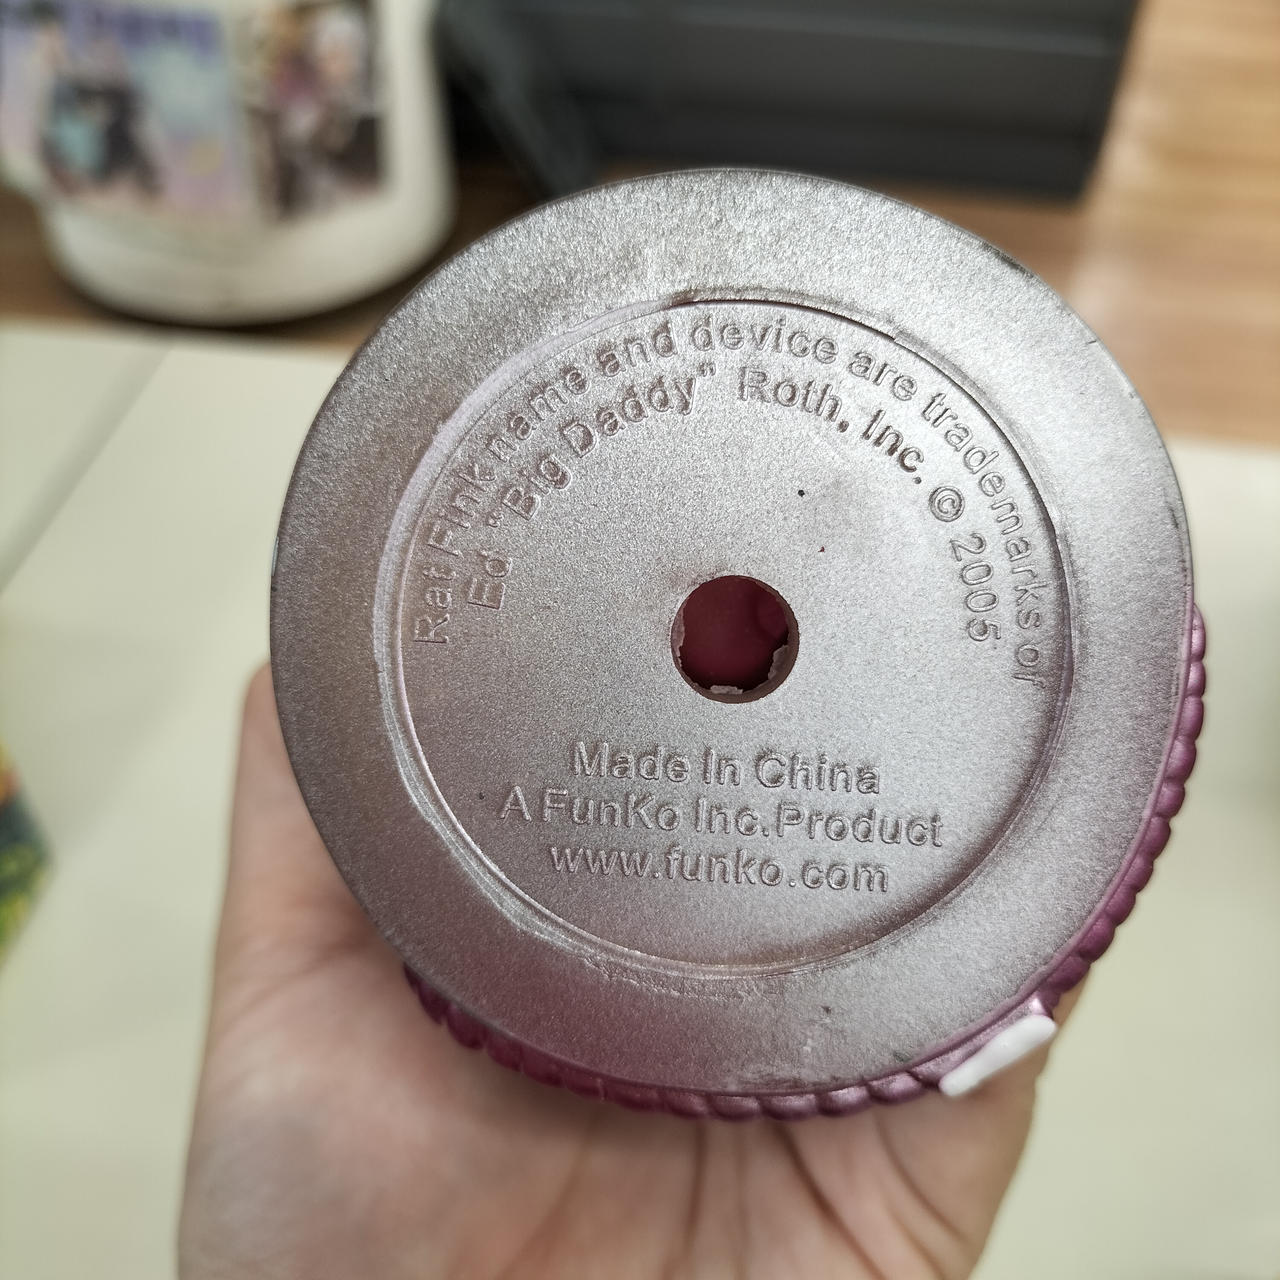 Rat Fink name and device are trademarks of
Ed "Big Daddy" Roth, Inc. © 2005
Made In China
A FunKo Inc.Product
www.funko.com